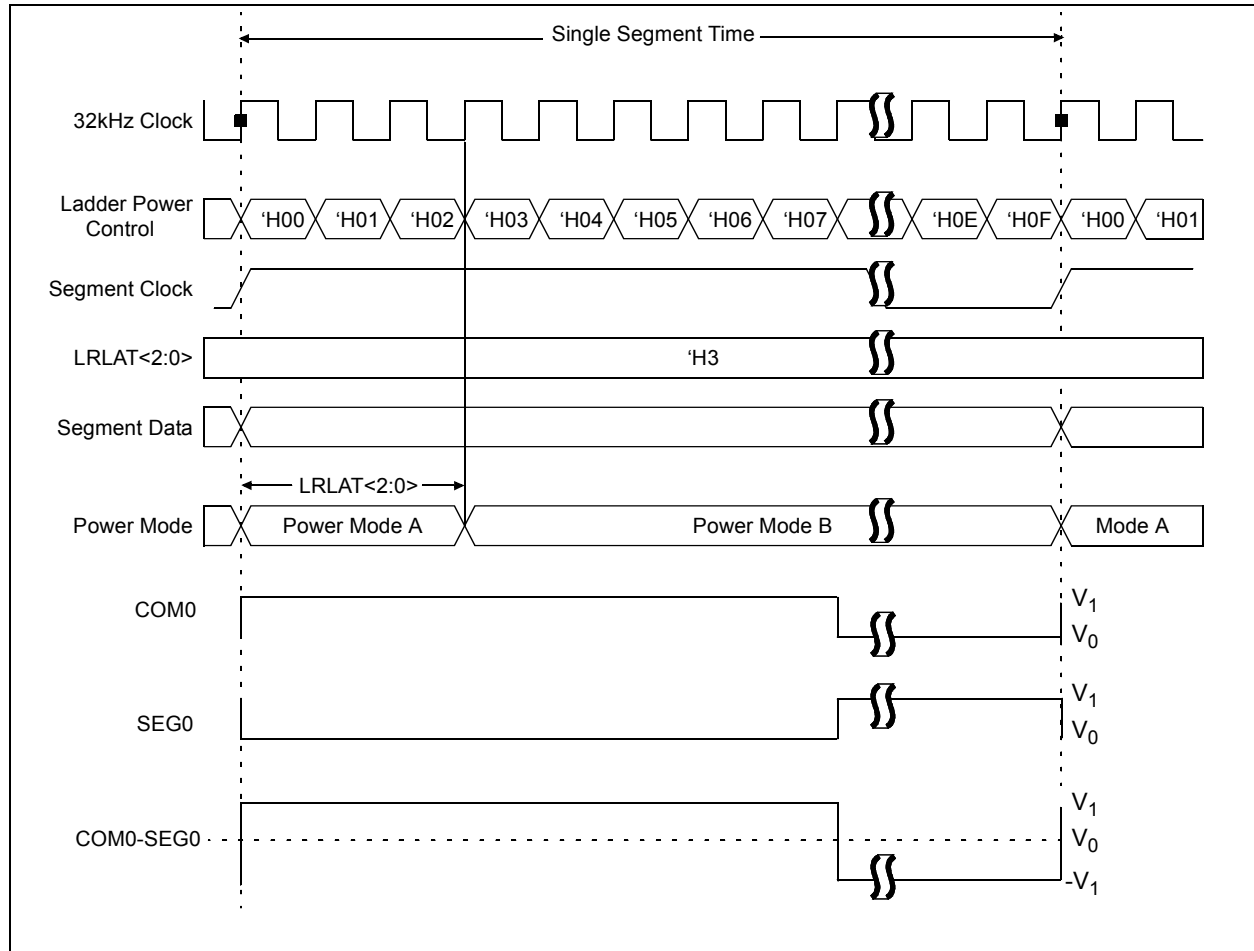 Single Segment Time
32kHz Clock
Ladder Power
Control
‘H00 ‘H01 ‘H02 ‘H03 ‘H04 ‘H05 ‘H06 ‘H07 ‘H0E ‘H0F ‘H00 ‘H01
Segment Clock
LRLAT<2:0> ‘H3
Segment Data
LRLAT<2:0>
Power Mode Power Mode A Power Mode B Mode A
COM0 V1
V0
SEG0 V1
V0
V1
COM0-SEG0 V0
-V1